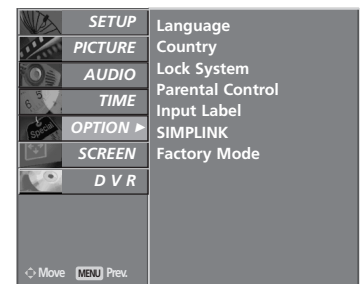 SETUP
PICTURE
AUDIO
TIME
OPTION ►
SCREEN
D V R
Language
Country
Lock System
Parental Control
Input Label
SIMPLINK
Factory Mode
Move MENU Prev.
Special